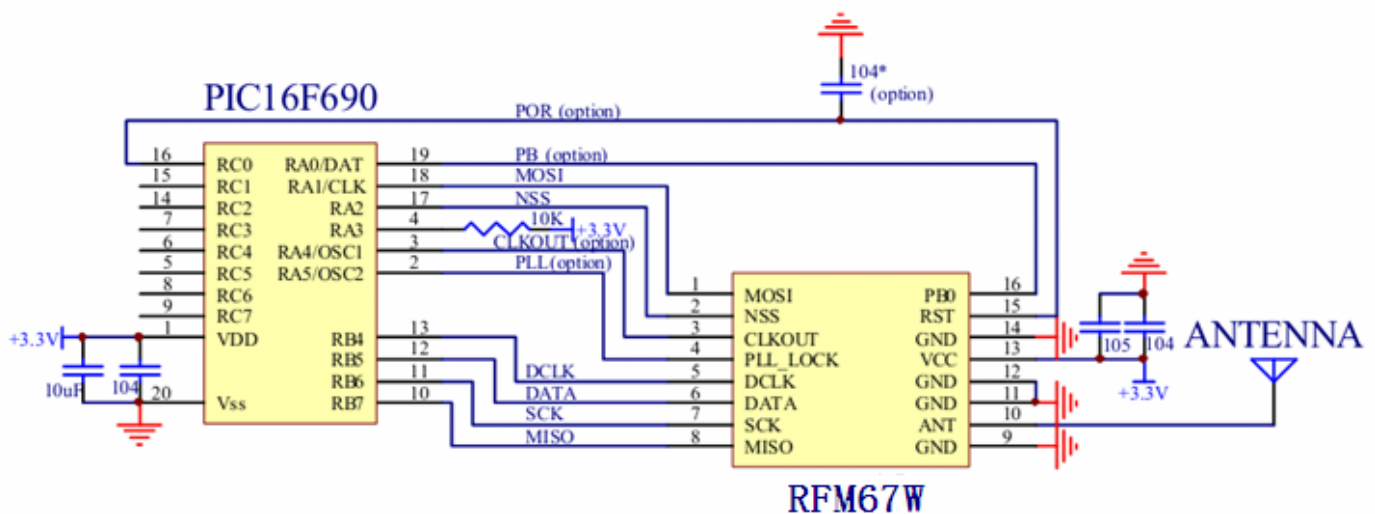 104*
(option)
PIC16F690
POR (option)
16 RC0 RA0/DAT 19 PB (option)
15 RC1 RA1/CLK 18 MOSI
14 RC2 RA2 17 NSS
7 RC3 RA3 4 10K +3.3V
6 RC4 RA4/OSC1 3 CLKOUT (option)
5 RC5 RA5/OSC2 2 PLL(option)
8 RC6
9 RC7
+3.3V 1 VDD RB4 13 DCLK
RB5 12 DATA
RB6 11 SCK
10uF 104 20 Vss RB7 10 MISO
1 MOSI PB0 16
2 NSS RST 15
3 CLKOUT GND 14
4 PLL_LOCK VCC 13
5 DCLK GND 12
6 DATA GND 11
7 SCK ANT 10
8 MISO GND 9
105 104
+3.3V
ANTENNA
RFM67W